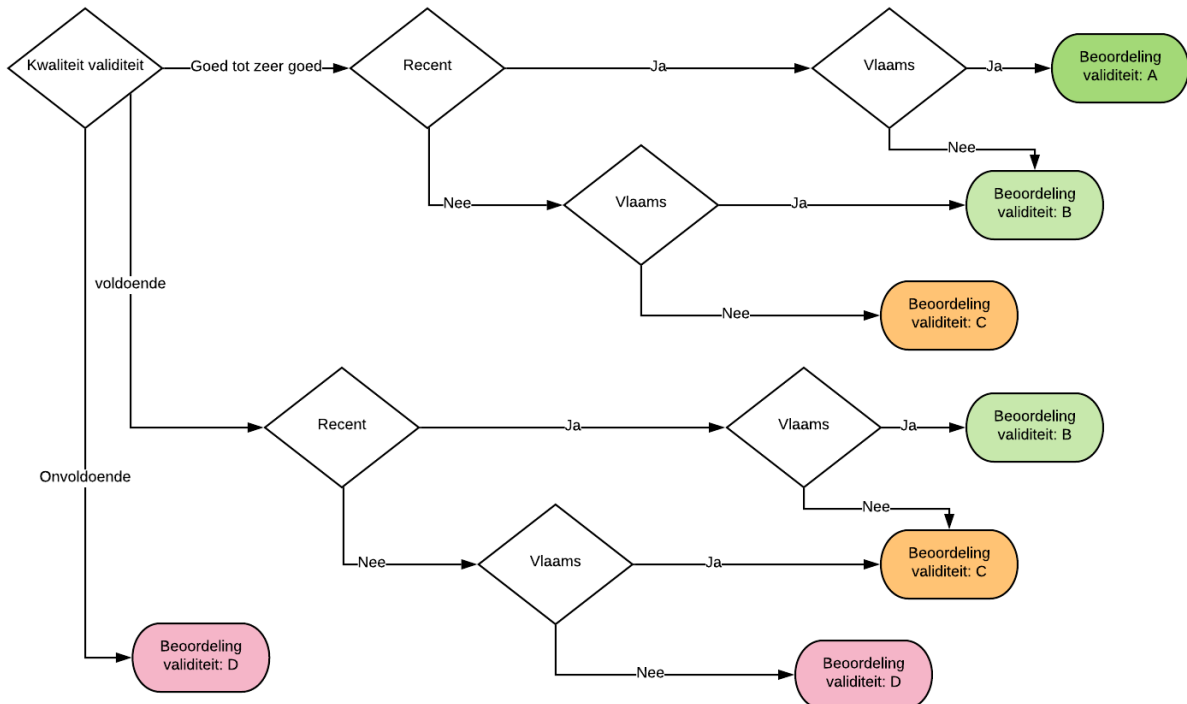 Kwaliteit validiteit
Goed tot zeer goed
Recent
Ja
Vlaams
Ja
Beoordeling
validiteit: A
Nee
Nee
Vlaams
Ja
Beoordeling
validiteit: B
voldoende
Nee
Beoordeling
validiteit: C
Recent
Ja
Vlaams
Ja
Beoordeling
validiteit: B
Onvoldoende
Nee
Nee
Vlaams
Ja
Beoordeling
validiteit: C
Beoordeling
validiteit: D
Nee
Beoordeling
validiteit: D